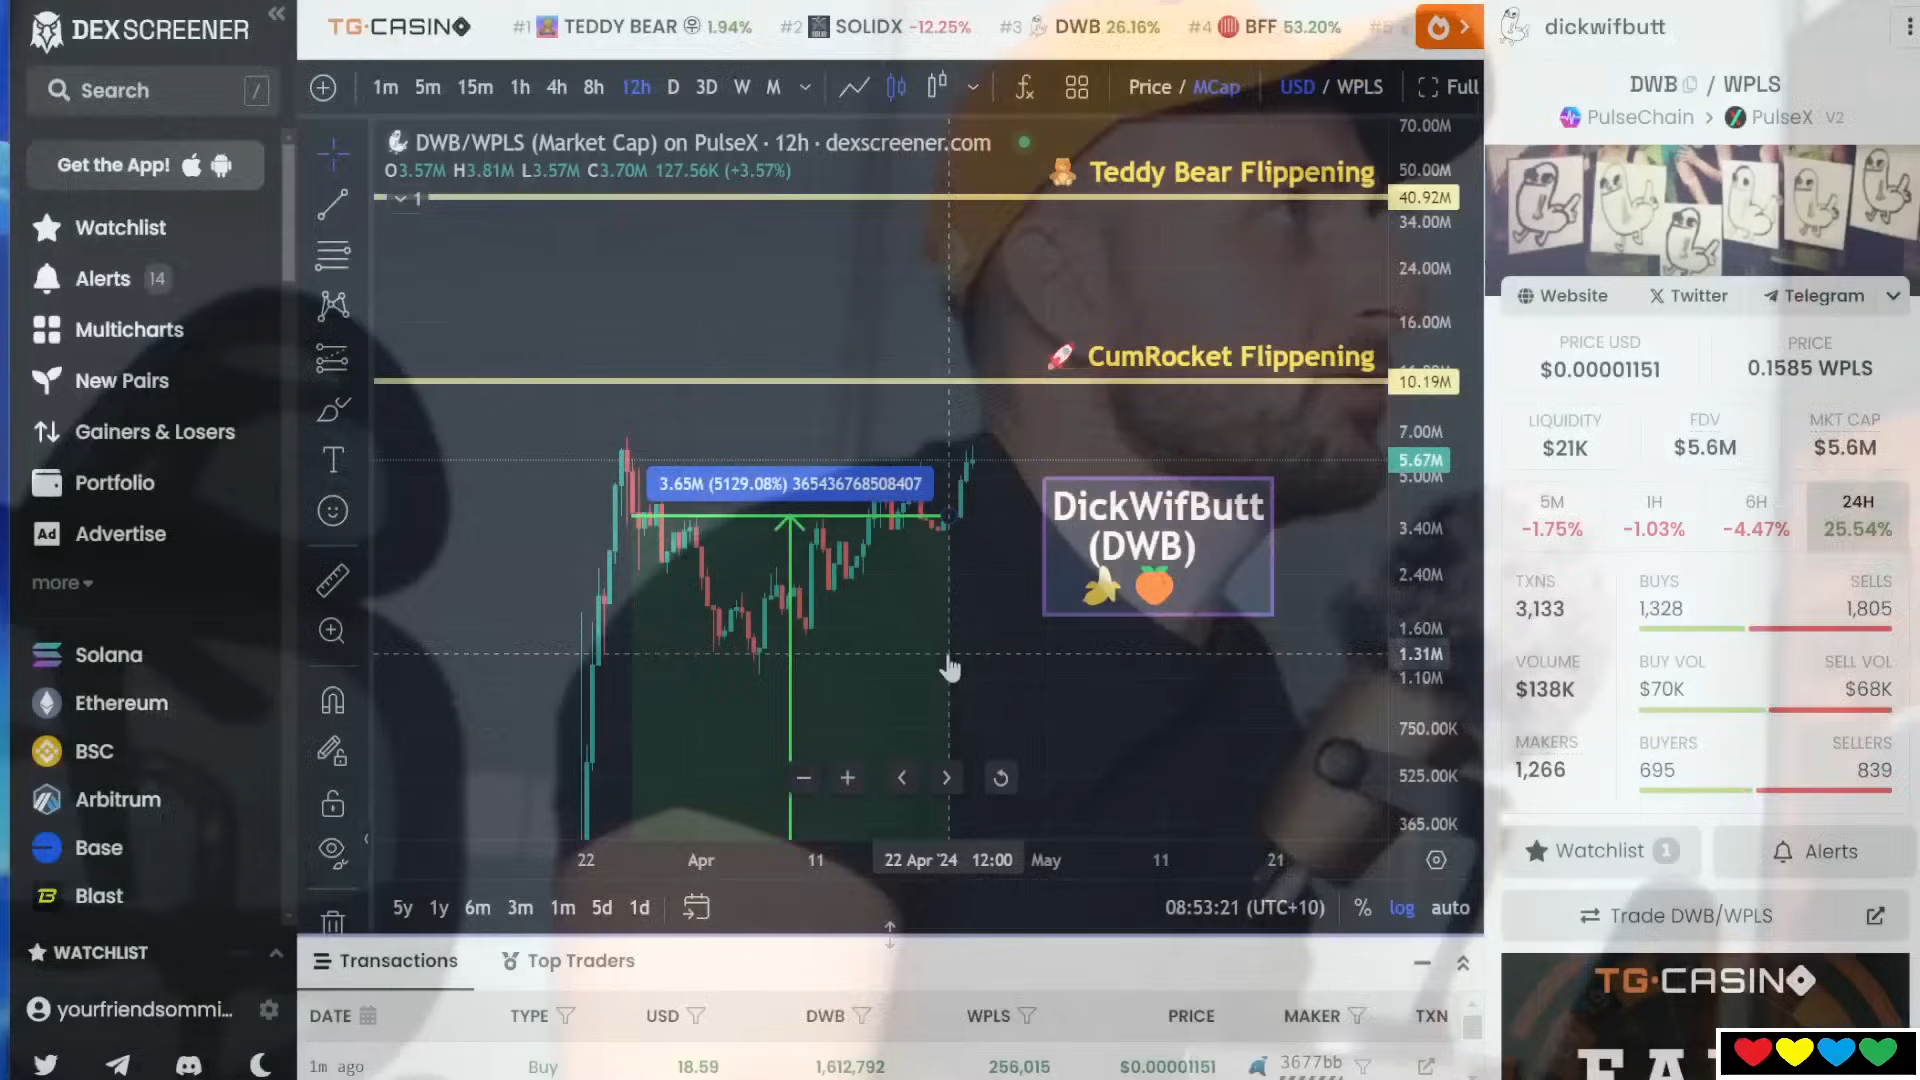 DEXSCREENER
Search /
Get the App!
Watchlist
Alerts 14
Multicharts
New Pairs
Gainers & Losers
Portfolio
Ad Advertise
more
Solana
Ethereum
BSC
Arbitrum
Base
Blast
WATCHLIST
yourfriendsommi...
TG·CASINO #1 TEDDY BEAR 1.94% #2 SOLIDX -12.25% #3 DWB 26.16% #4 BFF 53.20% #5
1m 5m 15m 1h 4h 8h 12h D 3D W M Price / MCap USD / WPLS Full
DWB/WPLS (Market Cap) on PulseX · 12h · dexscreener.com
O3.57M H3.81M L3.57M C3.70M 127.56K (+3.57%)
1
Teddy Bear Flippening
CumRocket Flippening
3.65M (5129.08%) 365436768508407
DickWifButt
(DWB)
70.00M
50.00M
40.92M
34.00M
24.00M
16.00M
10.19M
7.00M
5.67M
5.00M
3.40M
2.40M
1.60M
1.31M
1.10M
750.00K
525.00K
365.00K
22 Apr 11 22 Apr '24 12:00 May 11 21
5y 1y 6m 3m 1m 5d 1d 08:53:21 (UTC+10) % log auto
Transactions Top Traders
DATE TYPE USD DWB WPLS PRICE MAKER TXN
1m ago Buy 18.59 1,612,792 256,015 $0.00001151 3677bb
dickwifbutt
DWB / WPLS
PulseChain > PulseX V2
Website Twitter Telegram
PRICE USD PRICE
$0.00001151 0.1585 WPLS
LIQUIDITY FDV MKT CAP
$21K $5.6M $5.6M
5M 1H 6H 24H
-1.75% -1.03% -4.47% 25.54%
TXNS BUYS SELLS
3,133 1,328 1,805
VOLUME BUY VOL SELL VOL
$138K $70K $68K
MAKERS BUYERS SELLERS
1,266 695 839
Watchlist 1 Alerts
Trade DWB/WPLS
TG·CASINO